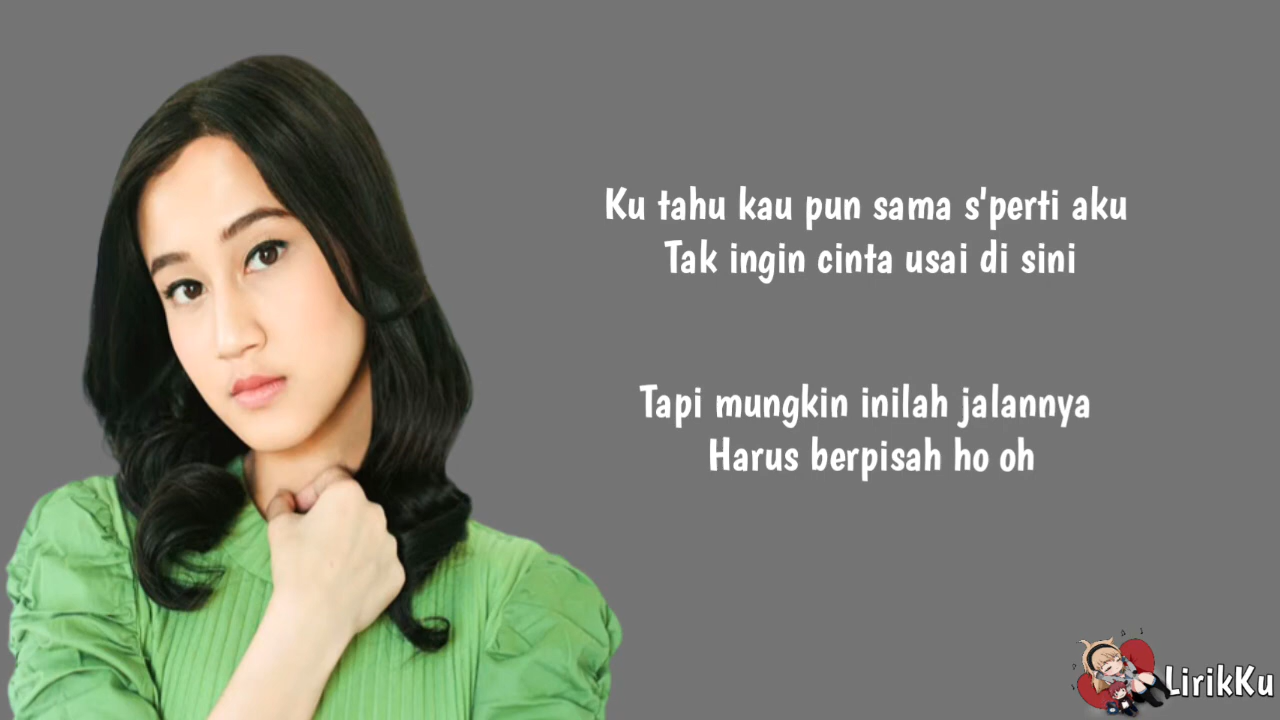 Ku tahu kau pun sama s'perti aku
Tak ingin cinta usai di sini
Tapi mungkin inilah jalannya
Harus berpisah ho oh
LirikKu